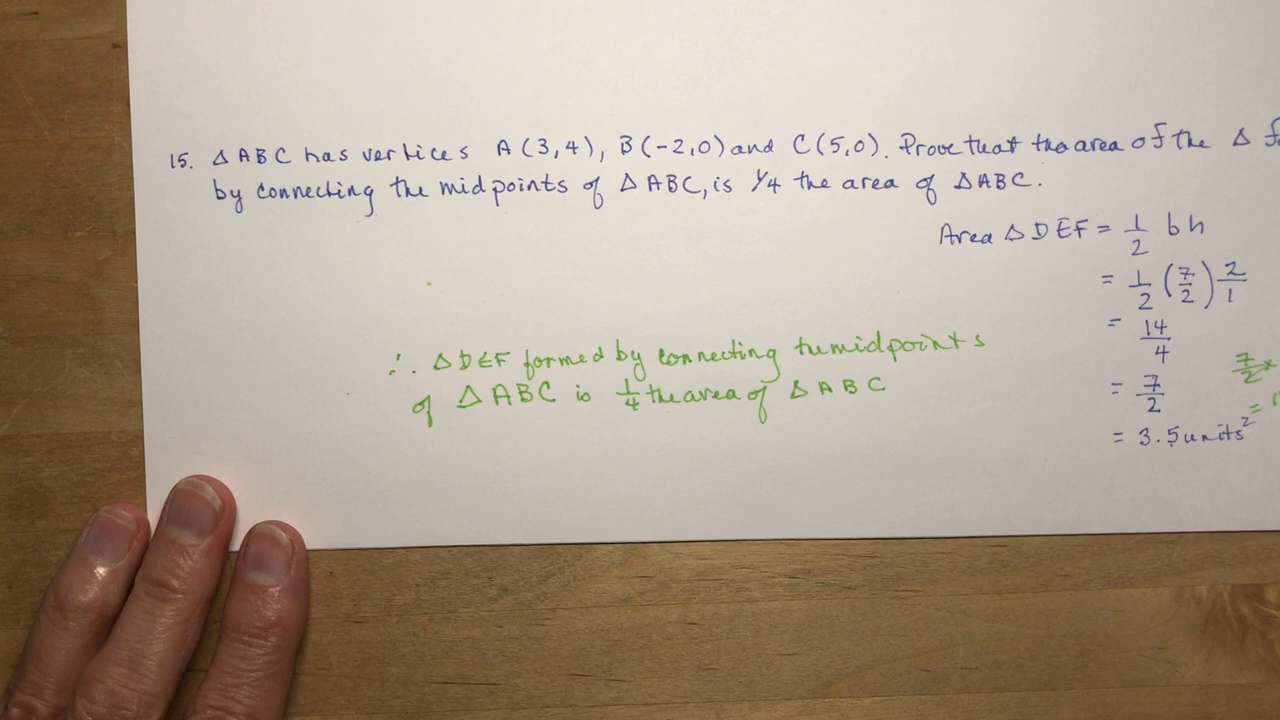 15. △ABC has vertices A(3,4), B(-2,0) and C(5,0). Prove that the area of the △
by connecting the midpoints of △ABC, is 1/4 the area of △ABC.
Area △DEF = 1/2 bh
= 1/2 (7/2) 2/1
= 14/4
= 7/2
= 3.5 units²
7/2 ×
=
∴ △DEF formed by connecting the midpoints
of △ABC is 1/4 the area of △ABC